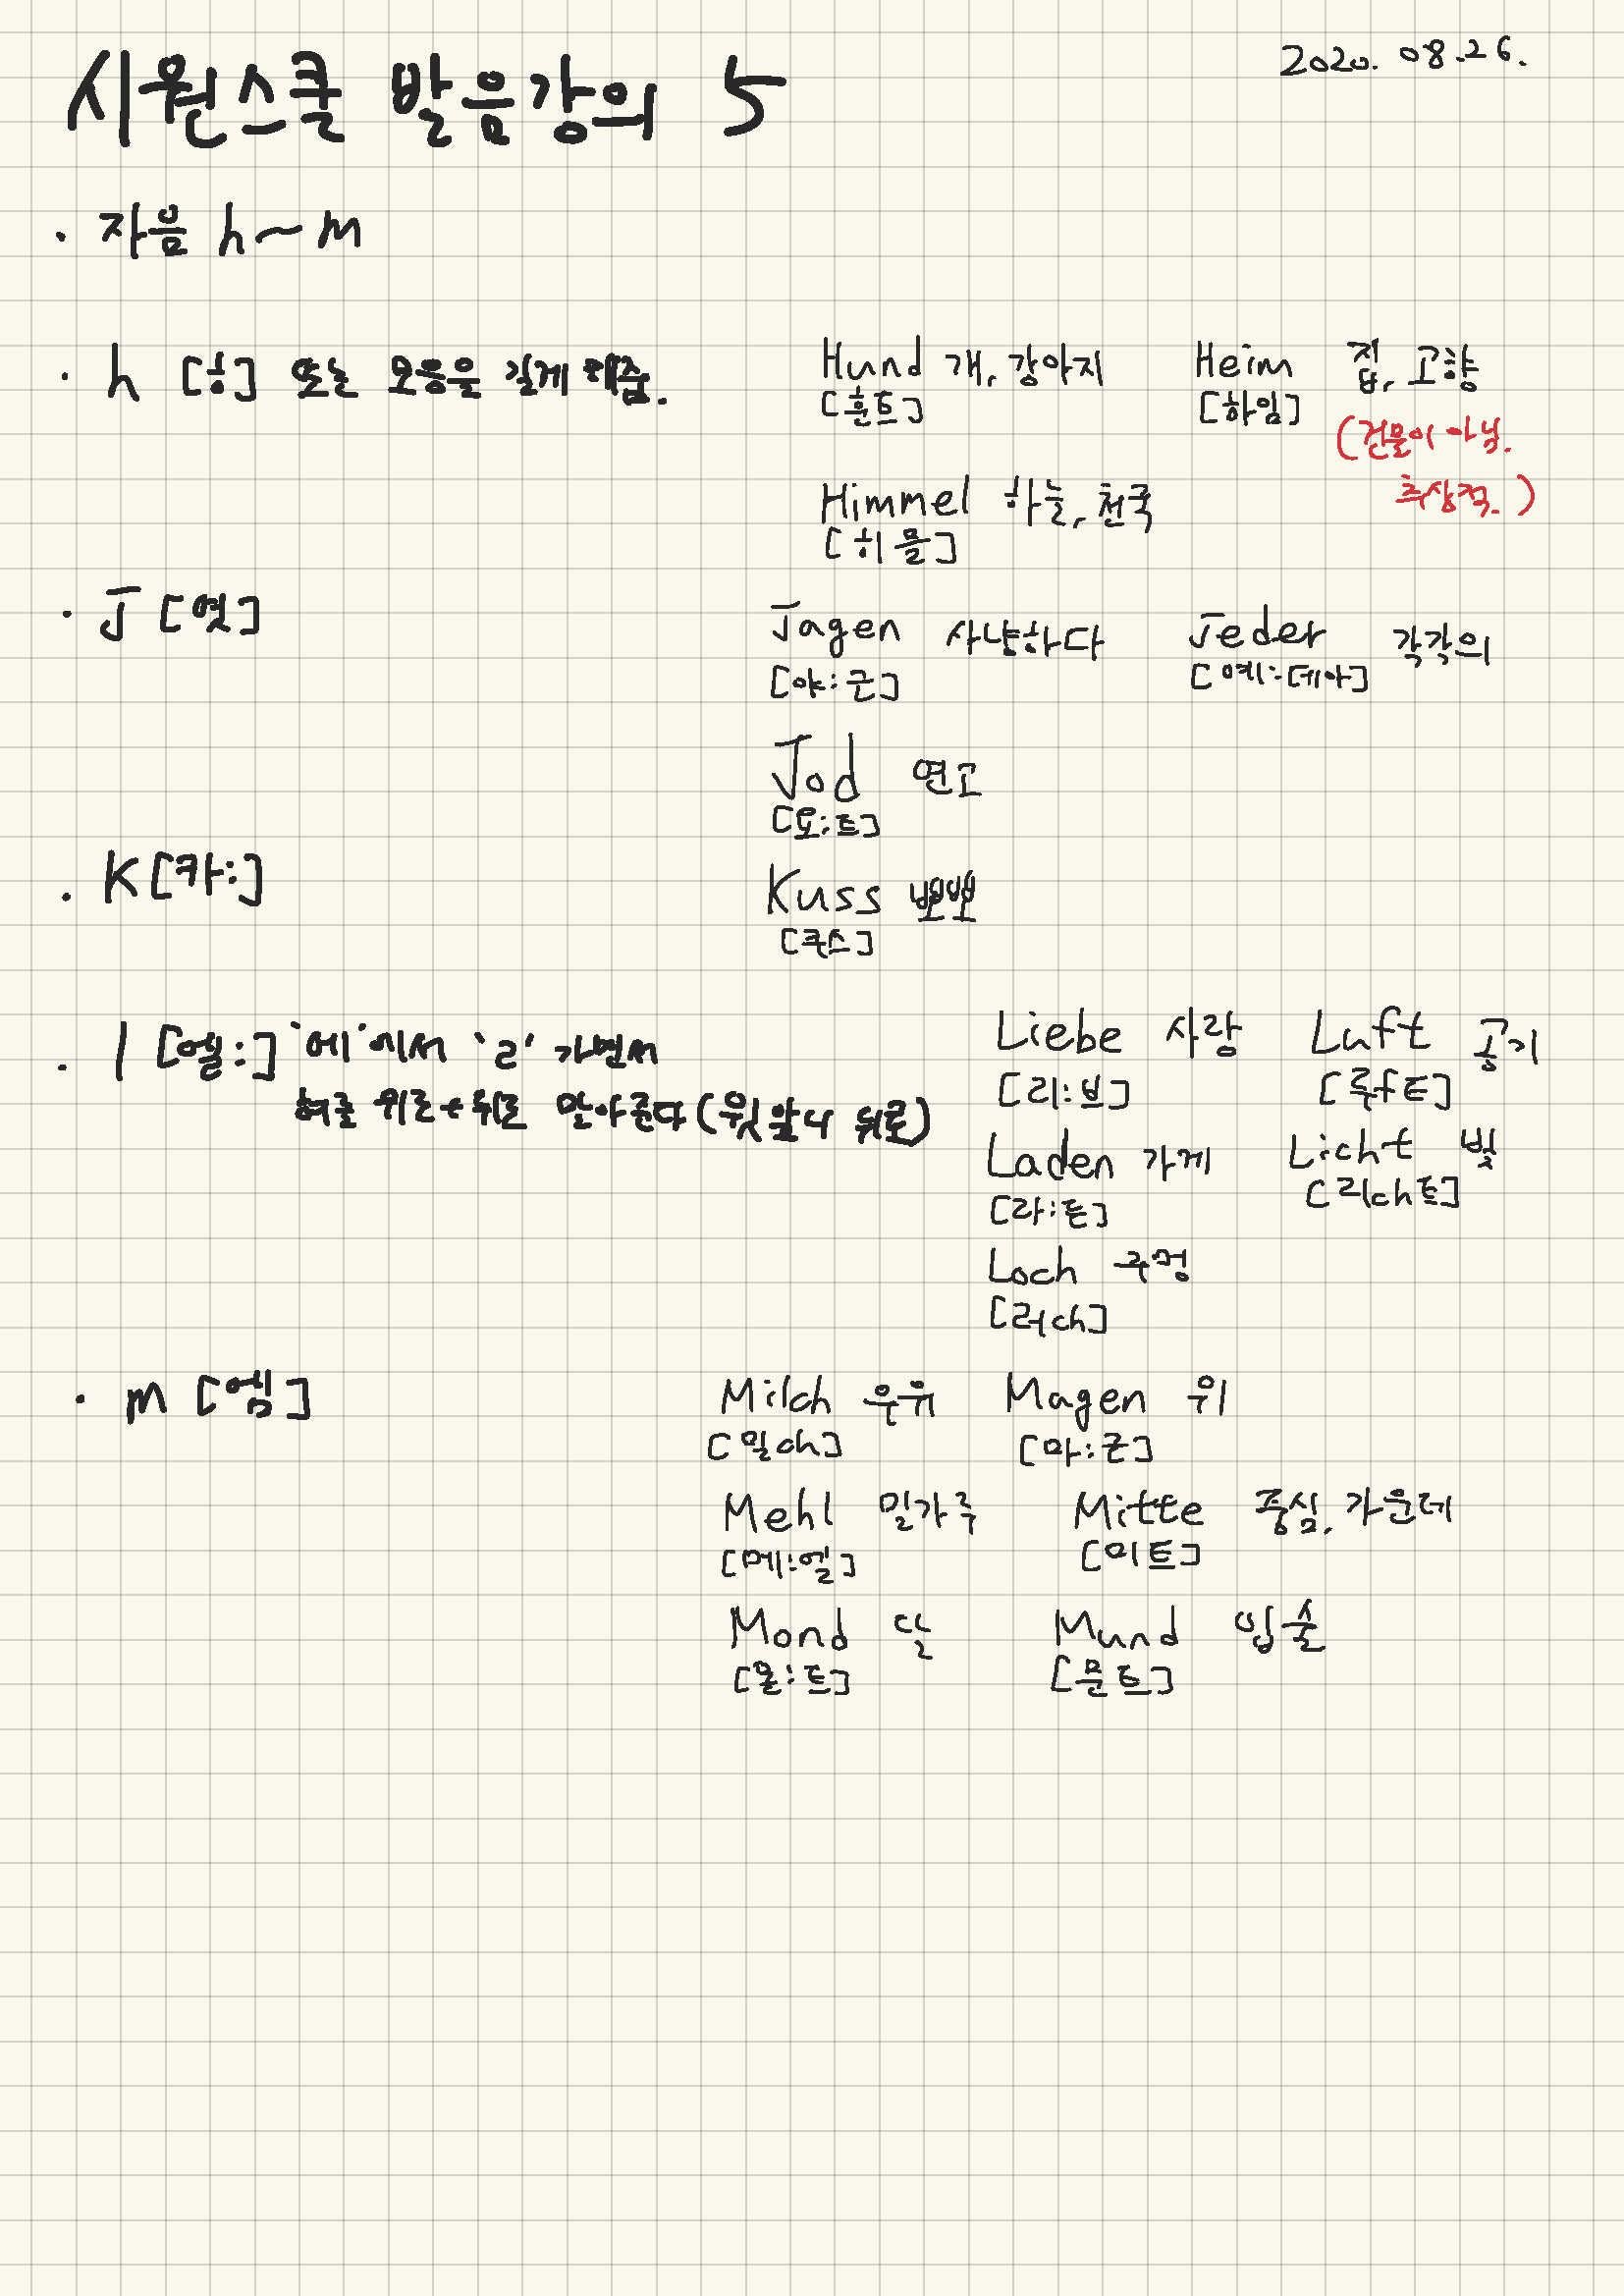 2020. 08.26.
시원스쿨 발음강의 5
· 자음 h ~ m
· h [흐] 또는 모음을 길게 해줌.
Hund 개, 강아지 Heim 집, 고향
[훈트] [하임]
(건물이 아님.
추상적.)
Himmel 하늘, 천국
[히믈]
· J [엿]
Jagen 사냥하다 Jeder 각각의
[야:근] [예:데아]
Jod 연고
[요:트]
· K [카:]
Kuss 뽀뽀
[쿠스]
· l [엘:] '에'에서 'ㄹ' 가면서
혀를 위로 + 뒤로 말아준다 (윗 앞니 뒤로)
Liebe 사랑 Luft 공기
[리:브] [루f트]
Laden 가게 Licht 빛
[라:든] [리ch트]
Loch 구멍
[러ch]
· m [엠]
Milch 우유 Magen 위
[밀ch] [마:근]
Mehl 밀가루 Mitte 중심, 가운데
[메:엘] [미트]
Mond 달 Mund 입술
[몬:트] [문트]